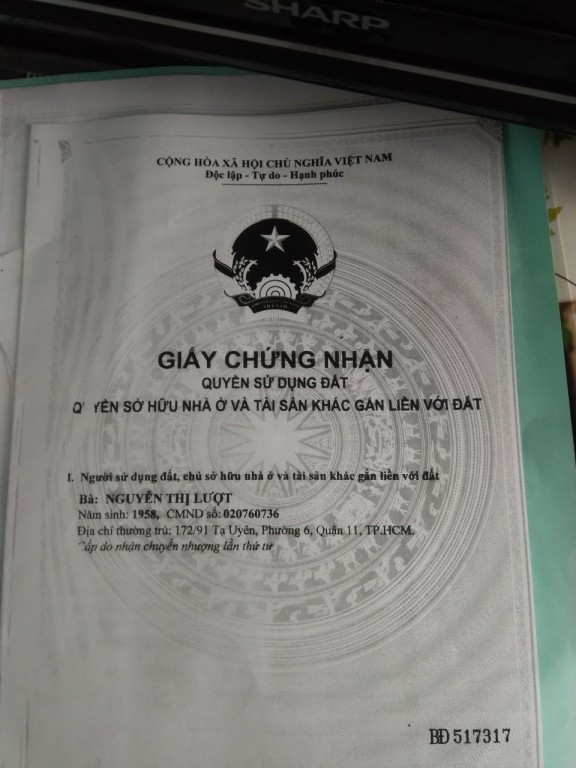 SHARP
CỘNG HÒA XÃ HỘI CHỦ NGHĨA VIỆT NAM
Độc lập - Tự do - Hạnh phúc
GIẤY CHỨNG NHẬN
QUYỀN SỬ DỤNG ĐẤT
YỀN SỞ HỮU NHÀ Ở VÀ TÀI SẢN KHÁC GẮN LIỀN VỚI ĐẤT
I. Người sử dụng đất, chủ sở hữu nhà ở và tài sản khác gắn liền với đất
Bà: NGUYỄN THỊ LƯỢT
Năm sinh: 1958, CMND số: 020760736
Địa chỉ thường trú: 172/91 Tạ Uyên, Phường 6, Quận 11, TP.HCM.
Cấp do nhận chuyển nhượng lần thứ tư
BĐ 517317